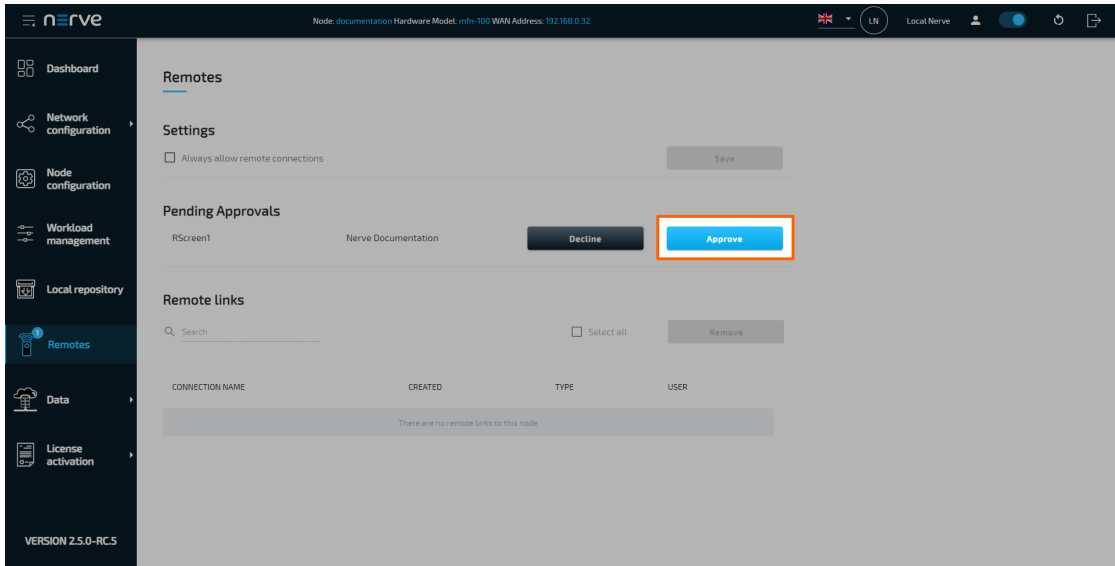 nerve
Node: documentation Hardware Model: mfn-100 WAN Address: 192.168.0.32
LN
Local Nerve
Dashboard
Network
configuration
Node
configuration
Workload
management
Local repository
1
Remotes
Data
License
activation
VERSION 2.5.0-RC.5
Remotes
Settings
Always allow remote connections
Save
Pending Approvals
RScreen1 Nerve Documentation Decline Approve
Remote links
Search Select all Remove
CONNECTION NAME CREATED TYPE USER
There are no remote links to this node